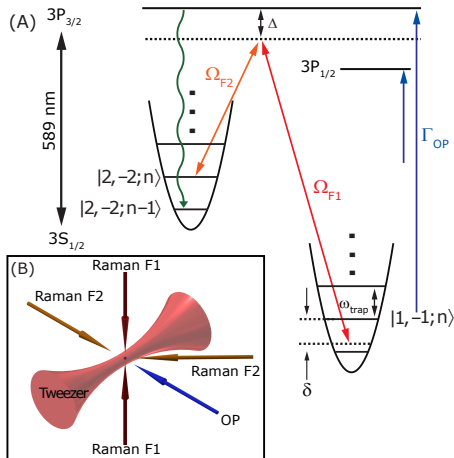 3P3/2
(A)
Δ
3P1/2
ΩF2
589 nm
ΓOP
|2,-2;n⟩
ΩF1
|2,-2;n-1⟩
3S1/2
(B)
Raman F1
Raman F2
ωtrap
|1,-1;n⟩
Raman F2
Tweezer
δ
OP
Raman F1